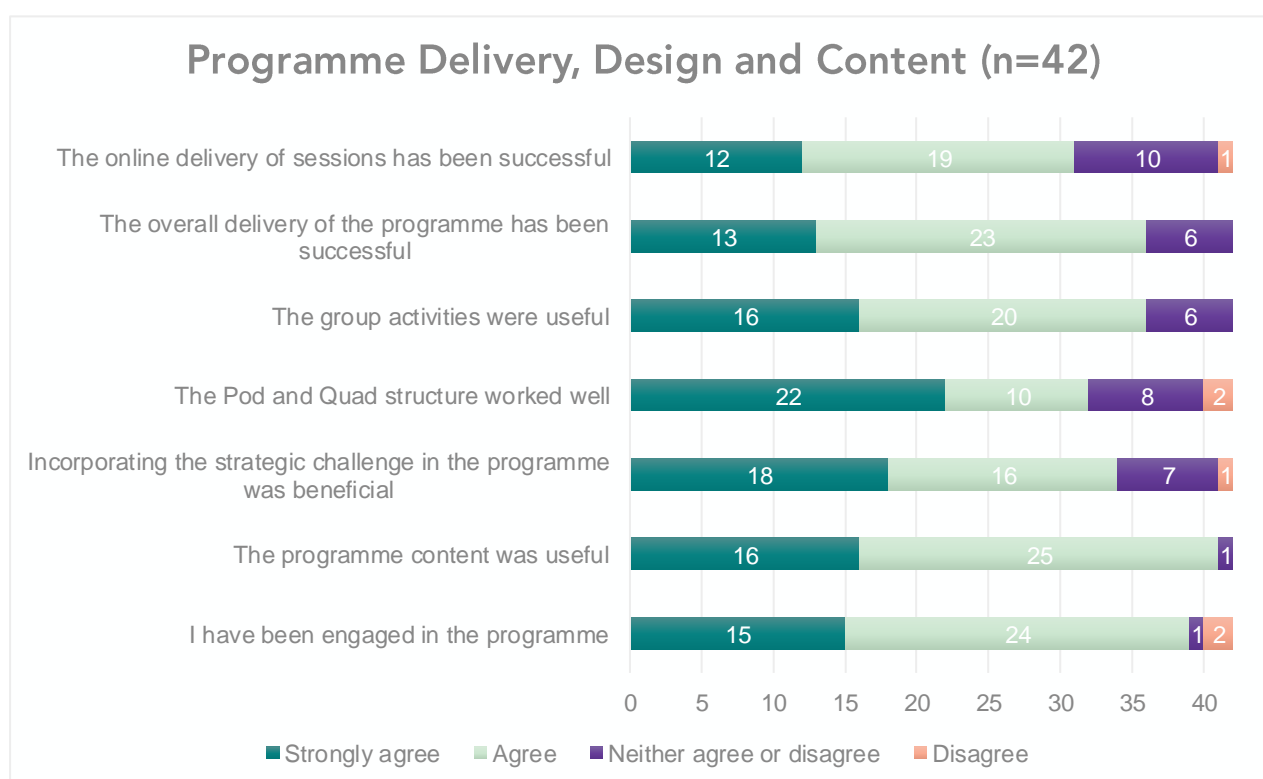 Programme Delivery, Design and Content (n=42)
The online delivery of sessions has been successful
12 19 10 1
The overall delivery of the programme has been
successful
13 23 6
The group activities were useful
16 20 6
The Pod and Quad structure worked well
22 10 8 2
Incorporating the strategic challenge in the programme
was beneficial
18 16 7 1
The programme content was useful
16 25 1
I have been engaged in the programme
15 24 1 2
0 5 10 15 20 25 30 35 40
Strongly agree Agree Neither agree or disagree Disagree